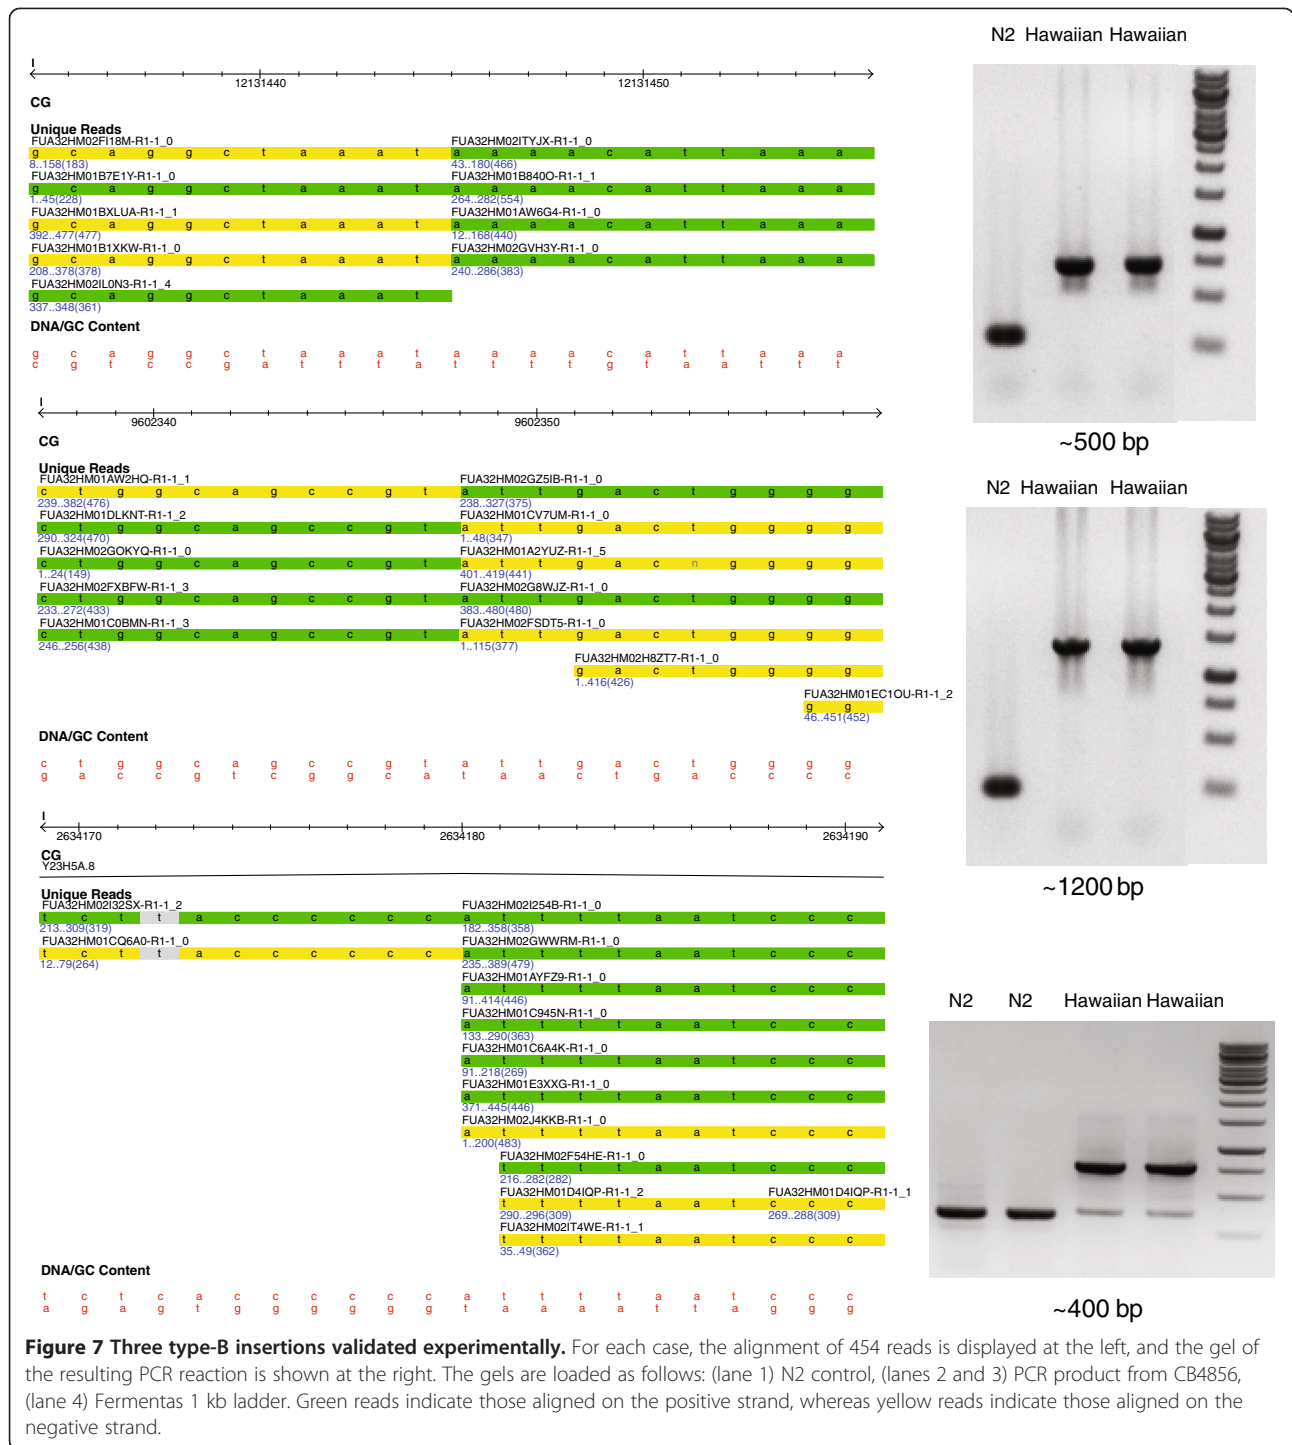 I
12131440 12131450
CG
Unique Reads
FUA32HM02FI18M-R1-1_0 FUA32HM02ITYJX-R1-1_0
g c a g g c t a a a t a a a a c a t t a a a
8..158(183) 43..180(466)
FUA32HM01B7E1Y-R1-1_0 FUA32HM01B840O-R1-1_1
g c a g g c t a a a t a a a a c a t t a a a
1..45(228) 264..282(554)
FUA32HM01BXLUA-R1-1_1 FUA32HM01AW6G4-R1-1_0
g c a g g c t a a a t a a a a c a t t a a a
392..477(477) 12..168(440)
FUA32HM01B1XKW-R1-1_0 FUA32HM02GVH3Y-R1-1_0
g c a g g c t a a a t a a a a c a t t a a a
208..378(378) 240..286(383)
FUA32HM02IL0N3-R1-1_4
g c a g g c t a a a t
337..348(361)
DNA/GC Content
g c a g g c t a a a t a a a a c a t t a a a
c g t c c g a t t t a t t t t g t a a t t t
N2 Hawaiian Hawaiian
~500 bp
I
9602340 9602350
CG
Unique Reads
FUA32HM01AW2HQ-R1-1_1 FUA32HM02GZ5IB-R1-1_0
c t g g c a g c c g t a t t g a c t g g g g
239..382(476) 238..327(375)
FUA32HM01DLKNT-R1-1_2 FUA32HM01CV7UM-R1-1_0
c t g g c a g c c g t a t t g a c t g g g g
290..324(470) 1..48(347)
FUA32HM02GOKYQ-R1-1_0 FUA32HM01A2YUZ-R1-1_5
c t g g c a g c c g t a t t g a c n g g g g
1..24(149) 401..419(441)
FUA32HM02FXBFW-R1-1_3 FUA32HM02G8WJZ-R1-1_0
c t g g c a g c c g t a t t g a c t g g g g
233..272(433) 383..480(480)
FUA32HM01C0BMN-R1-1_3 FUA32HM02FSDT5-R1-1_0
c t g g c a g c c g t a t t g a c t g g g g
246..256(438) 1..115(377)
FUA32HM02H8ZT7-R1-1_0
g a c t g g g g
1..416(426)
FUA32HM01EC1OU-R1-1_2
g g
46..451(452)
DNA/GC Content
c t g g c a g c c g t a t t g a c t g g g g
g a c c g t c g g c a t a a c t g a c c c c
N2 Hawaiian Hawaiian
~1200 bp
I
2634170 2634180 2634190
CG
Y23H5A.8
Unique Reads
FUA32HM02I32SX-R1-1_2 FUA32HM02I254B-R1-1_0
t c t t a c c c c c c a t t t t a a t c c c
213..309(319) 182..358(358)
FUA32HM01CQ6A0-R1-1_0 FUA32HM02GWWRM-R1-1_0
t c t t a c c c c c c a t t t t a a t c c c
12..79(264) 235..389(479)
FUA32HM01AYFZ9-R1-1_0
a t t t t a a t c c c
91..414(446)
FUA32HM01C945N-R1-1_0
a t t t t a a t c c c
133..290(363)
FUA32HM01C6A4K-R1-1_0
a t t t t a a t c c c
91..218(269)
FUA32HM01E3XXG-R1-1_0
a t t t t a a t c c c
371..445(446)
FUA32HM02J4KKB-R1-1_0
a t t t t a a t c c c
1..200(483)
FUA32HM02F54HE-R1-1_0
t t t t a a t c c c
216..282(282)
FUA32HM01D4IQP-R1-1_2 FUA32HM01D4IQP-R1-1_1
t t t t a a t c c c
290..296(309) 269..288(309)
FUA32HM02IT4WE-R1-1_1
t t t t a a t c c c
35..49(362)
DNA/GC Content
t c t c a c c c c c c a t t t t a a t c c c
a g a g t g g g g g g t a a a a t t a g g g
N2 N2 Hawaiian Hawaiian
~400 bp
Figure 7 Three type-B insertions validated experimentally. For each case, the alignment of 454 reads is displayed at the left, and the gel of
the resulting PCR reaction is shown at the right. The gels are loaded as follows: (lane 1) N2 control, (lanes 2 and 3) PCR product from CB4856,
(lane 4) Fermentas 1 kb ladder. Green reads indicate those aligned on the positive strand, whereas yellow reads indicate those aligned on the
negative strand.